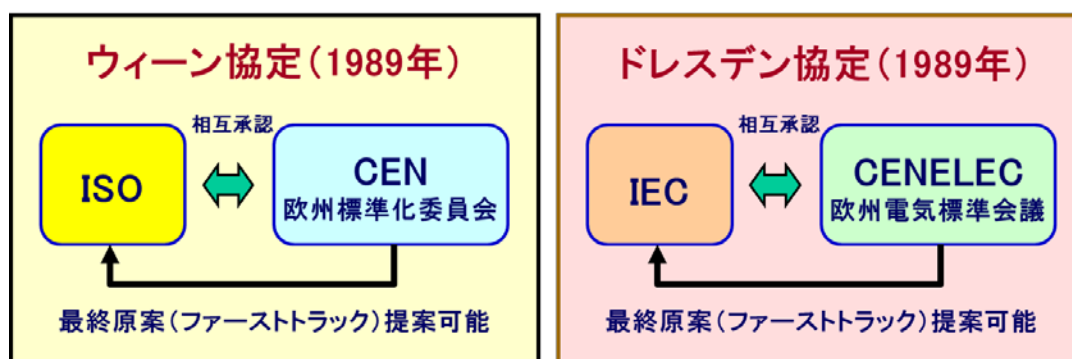 ウィーン協定(1989年)
相互承認
ISO
CEN
欧州標準化委員会
最終原案(ファーストトラック)提案可能
ドレスデン協定(1989年)
相互承認
IEC
CENELEC
欧州電気標準会議
最終原案(ファーストトラック)提案可能